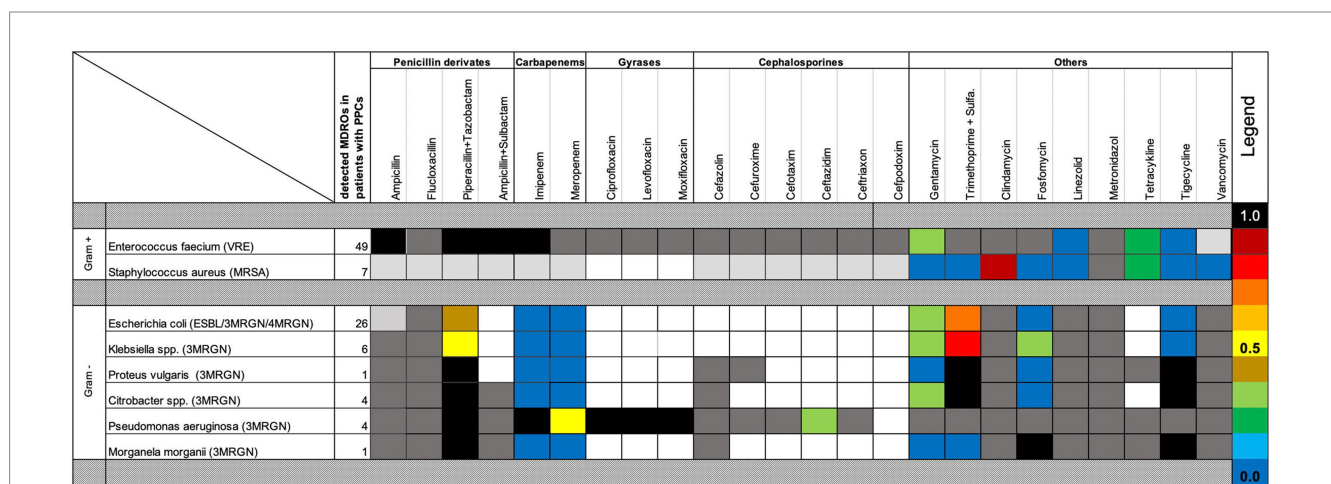 Penicillin derivates Carbapenems Gyrases Cephalosporines Others
detected MDROs in
patients with PPCs
Ampicillin
Flucloxacillin
Piperacillin+Tazobactam
Ampicillin+Sulbactam
Imipenem
Meropenem
Ciprofloxacin
Levofloxacin
Moxifloxacin
Cefazolin
Cefuroxime
Cefotaxim
Ceftazidim
Ceftriaxon
Cefpodoxim
Gentamycin
Trimethoprime + Sulfa.
Clindamycin
Fosfomycin
Linezolid
Metronidazol
Tetracykline
Tigecycline
Vancomycin
Legend
1.0
Gram +
Enterococcus faecium (VRE) 49
Staphylococcus aureus (MRSA) 7
Gram -
Escherichia coli (ESBL/3MRGN/4MRGN) 26
Klebsiella spp. (3MRGN) 6 0.5
Proteus vulgaris (3MRGN) 1
Citrobacter spp. (3MRGN) 4
Pseudomonas aeruginosa (3MRGN) 4
Morganela morganii (3MRGN) 1
0.0